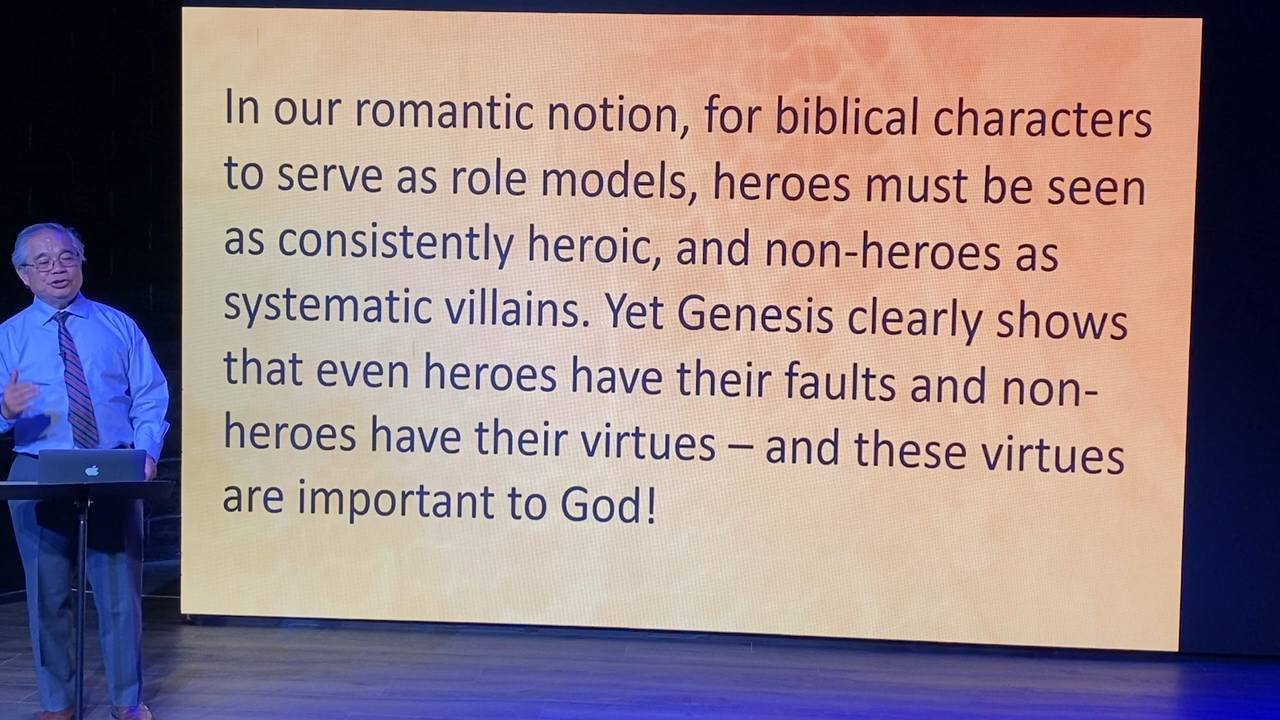 In our romantic notion, for biblical characters
to serve as role models, heroes must be seen
as consistently heroic, and non-heroes as
systematic villains. Yet Genesis clearly shows
that even heroes have their faults and non-
heroes have their virtues – and these virtues
are important to God!